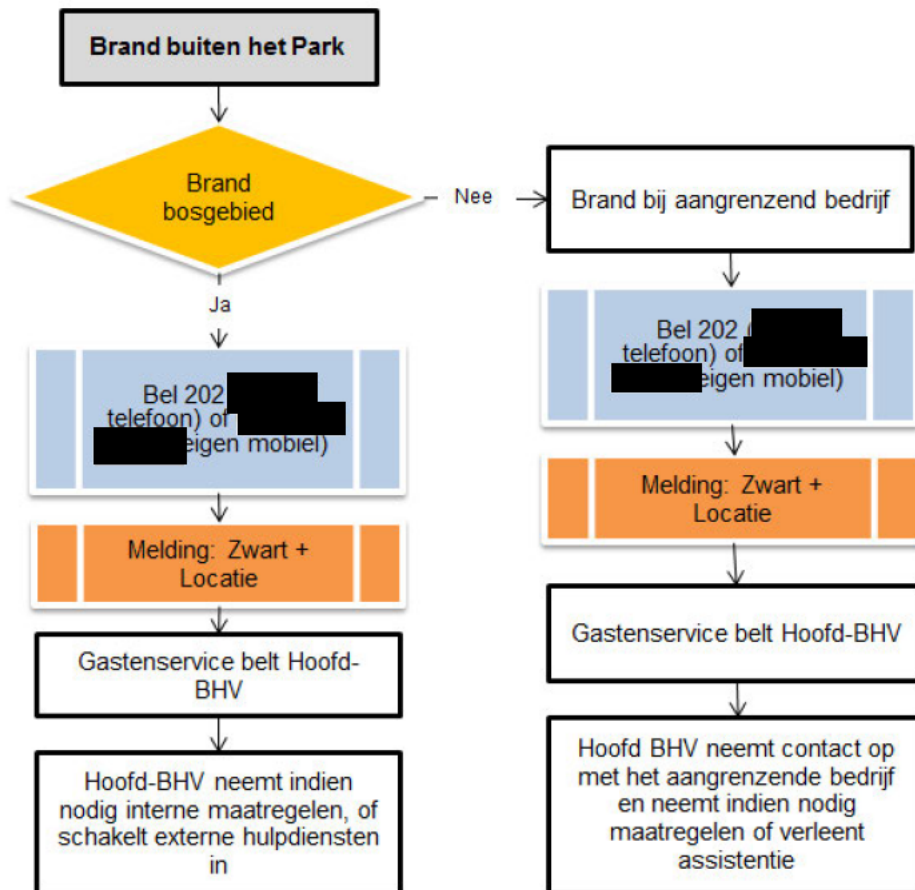 Brand buiten het Park
Brand
bosgebied
Nee
Ja
Bel 202
telefoon) of
eigen mobiel)
Melding: Zwart +
Locatie
Gastenservice belt Hoofd-
BHV
Hoofd-BHV neemt indien
nodig interne maatregelen, of
schakelt externe hulpdiensten
in
Brand bij aangrenzend bedrijf
Bel 202 (
telefoon) of
eigen mobiel)
Melding: Zwart +
Locatie
Gastenservice belt Hoofd-BHV
Hoofd BHV neemt contact op
met het aangrenzende bedrijf
en neemt indien nodig
maatregelen of verleent
assistentie